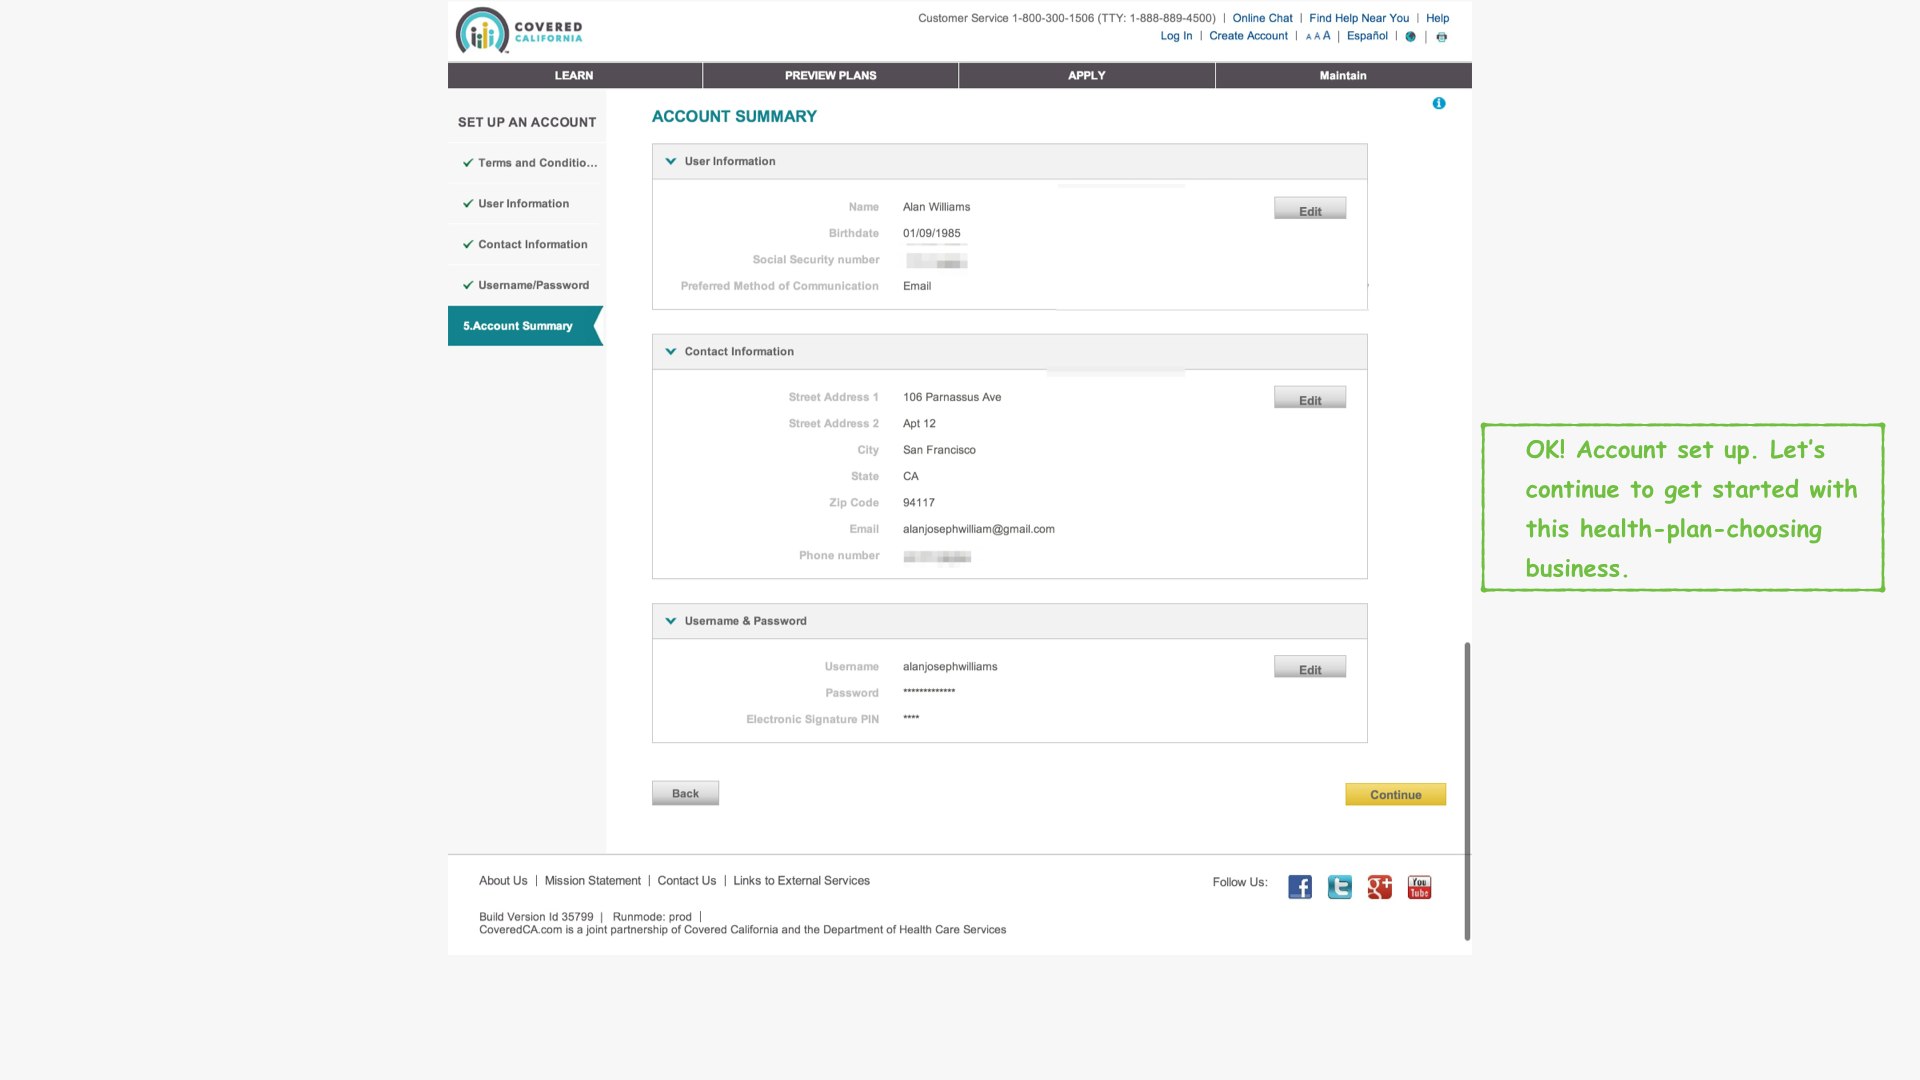 COVERED
CALIFORNIA
Customer Service 1-800-300-1506 (TTY: 1-888-889-4500) | Online Chat | Find Help Near You | Help
Log In | Create Account | A A A | Español | |
LEARN
PREVIEW PLANS
APPLY
Maintain
SET UP AN ACCOUNT
Terms and Conditio...
User Information
Contact Information
Username/Password
5.Account Summary
ACCOUNT SUMMARY
User Information
Name Alan Williams
Edit
Birthdate 01/09/1985
Social Security number
Preferred Method of Communication Email
Contact Information
Street Address 1 106 Parnassus Ave
Edit
Street Address 2 Apt 12
City San Francisco
State CA
Zip Code 94117
Email alanjosephwilliam@gmail.com
Phone number
Username & Password
Username alanjosephwilliams
Edit
Password *************
Electronic Signature PIN ****
Back
Continue
OK! Account set up. Let's
continue to get started with
this health-plan-choosing
business.
About Us | Mission Statement | Contact Us | Links to External Services
Follow Us:
You
Tube
Build Version Id 35799 | Runmode: prod |
CoveredCA.com is a joint partnership of Covered California and the Department of Health Care Services